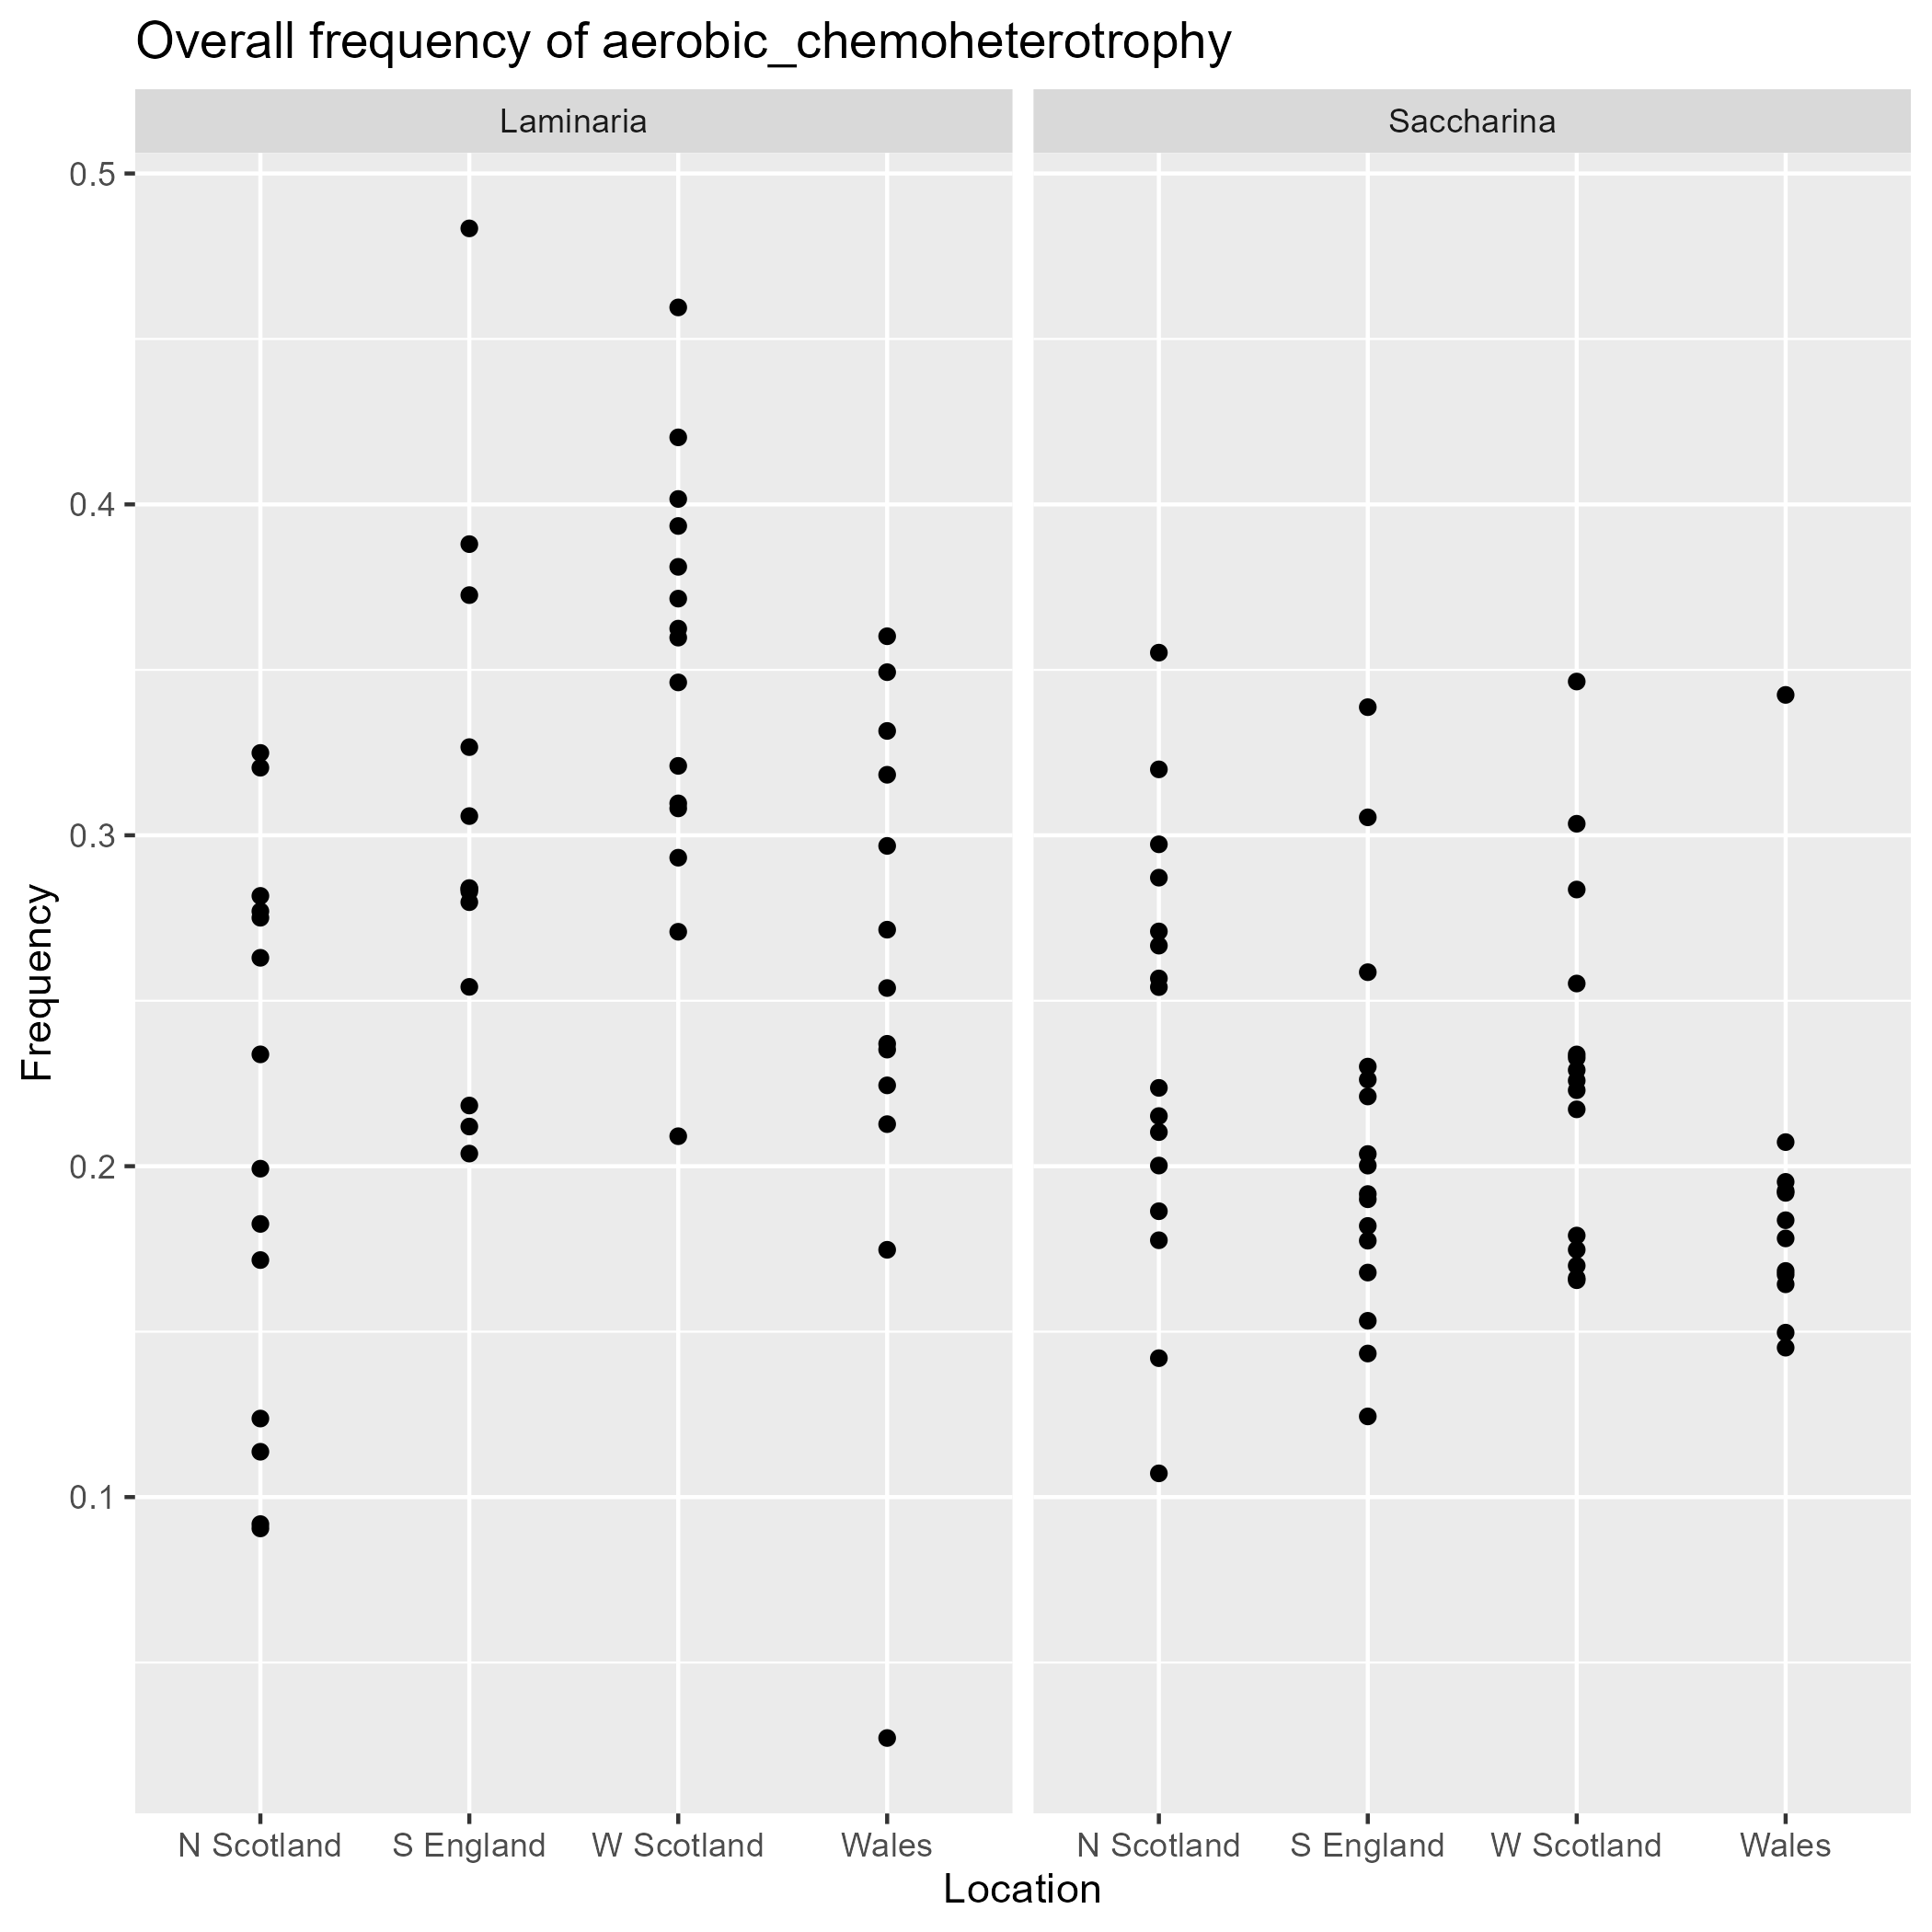 Overall frequency of aerobic_chemoheterotrophy
Laminaria
Saccharina
0.5
0.4
0.3
0.2
0.1
Frequency
N Scotland S England W Scotland Wales
N Scotland S England W Scotland Wales
Location